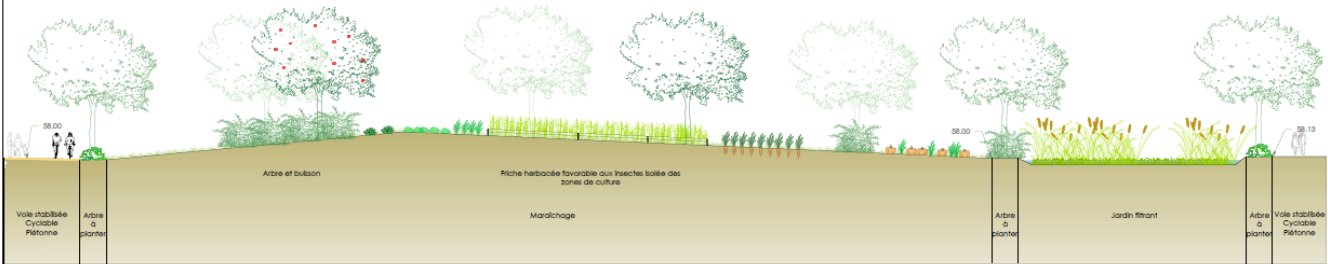 58.00
58.00
58.13
Arbre et buisson
Friche herbacée favorable aux insectes isolée des
zones de culture
Voie stabilisée
Cyclable
Piétonne
Arbre
à
planter
Maraîchage
Arbre
à
planter
Jardin filtrant
Arbre
à
planter
Voie stabilisée
Cyclable
Piétonne